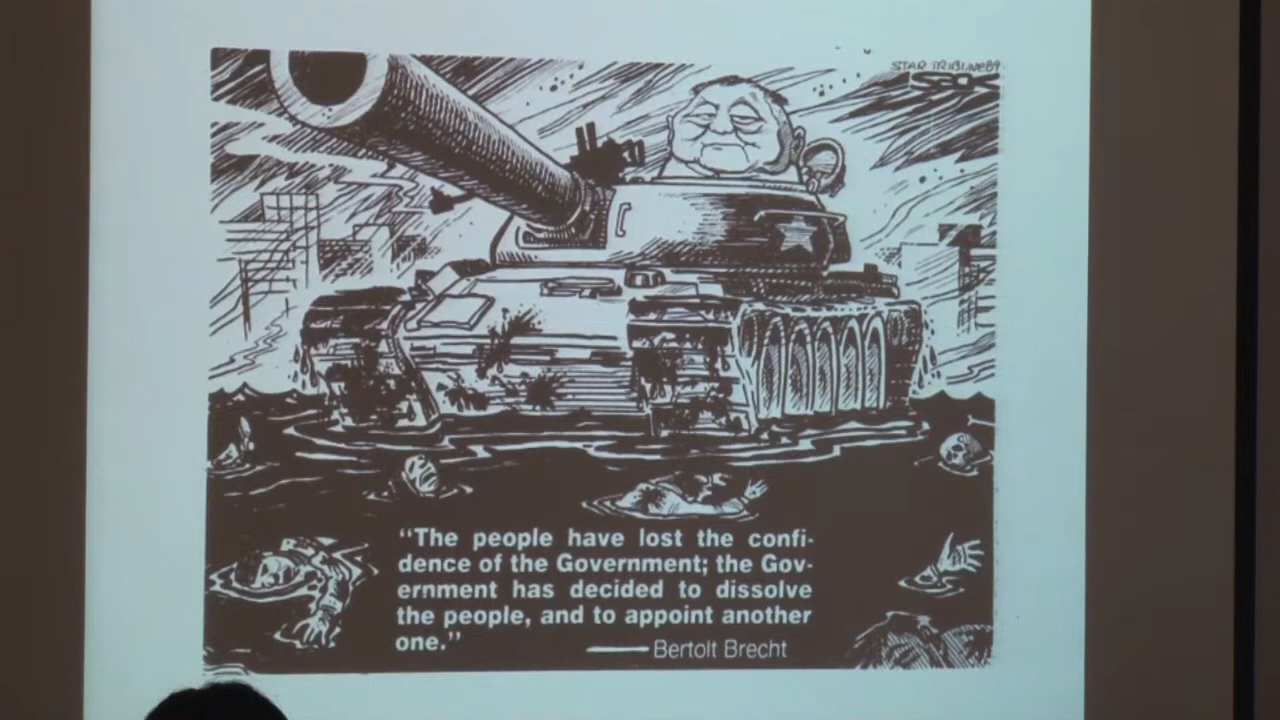 STAR TRIBUNE89
SACK
“The people have lost the confi-
dence of the Government; the Gov-
ernment has decided to dissolve
the people, and to appoint another
one.”
——Bertolt Brecht